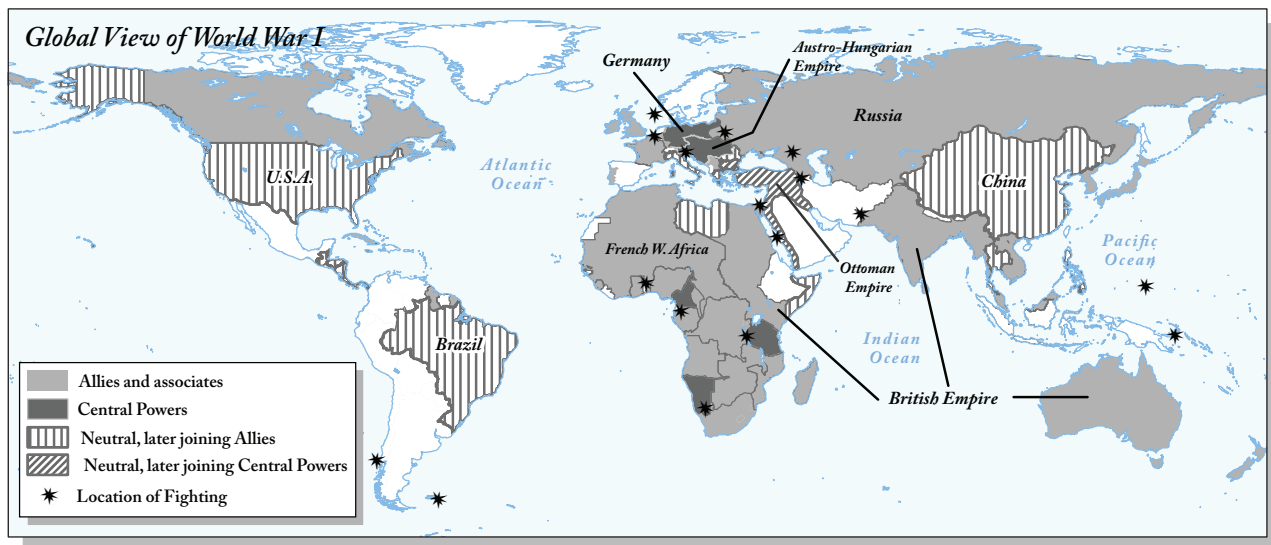 Global View of World War I
Austro-Hungarian
Empire
Germany
Russia
Atlantic
Ocean
U.S.A.
China
French W. Africa
Pacific
Ocean
Ottoman
Empire
Indian
Ocean
Brazil
British Empire
Allies and associates
Central Powers
Neutral, later joining Allies
Neutral, later joining Central Powers
Location of Fighting